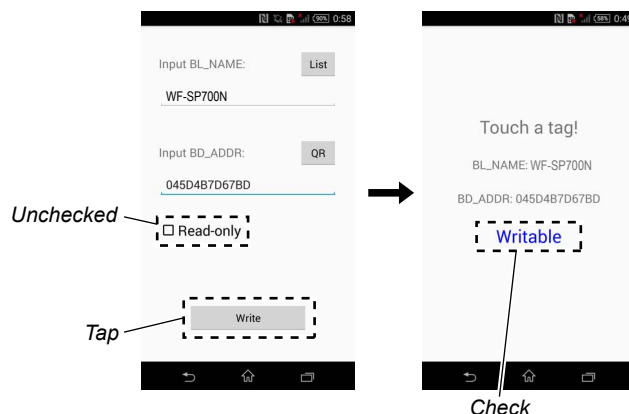 90% 0:58
Input BL_NAME:
List
WF-SP700N
Input BD_ADDR:
QR
045D4B7D67BD
Unchecked
Read-only
Write
Tap
58% 0:49
Touch a tag!
BL_NAME: WF-SP700N
BD_ADDR: 045D4B7D67BD
Writable
Check